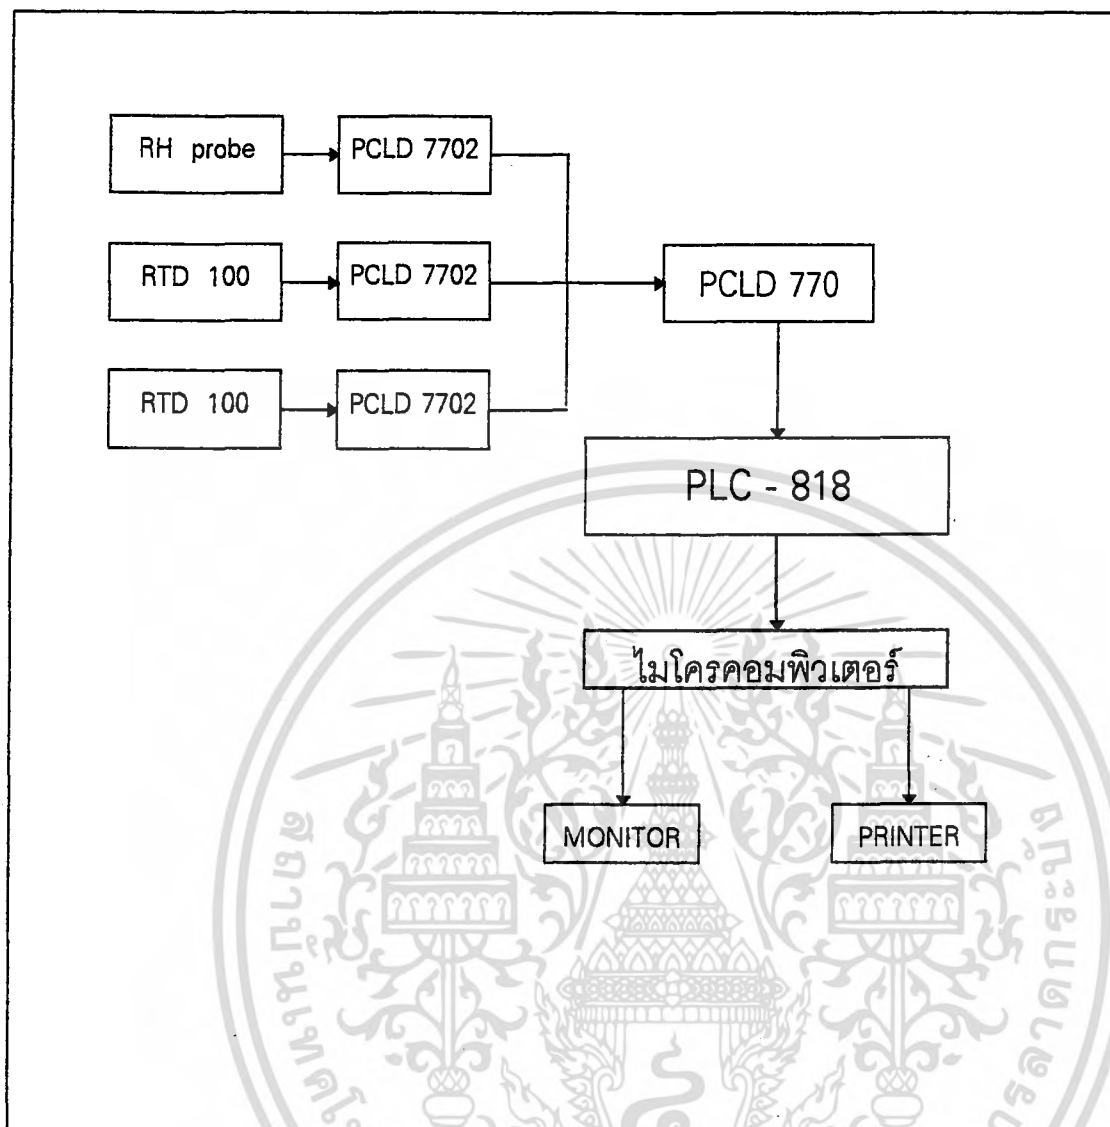 RH probe
PCLD 7702
RTD 100
PCLD 7702
PCLD 770
RTD 100
PCLD 7702
PLC - 818
ไมโครคอมพิวเตอร์
MONITOR
PRINTER